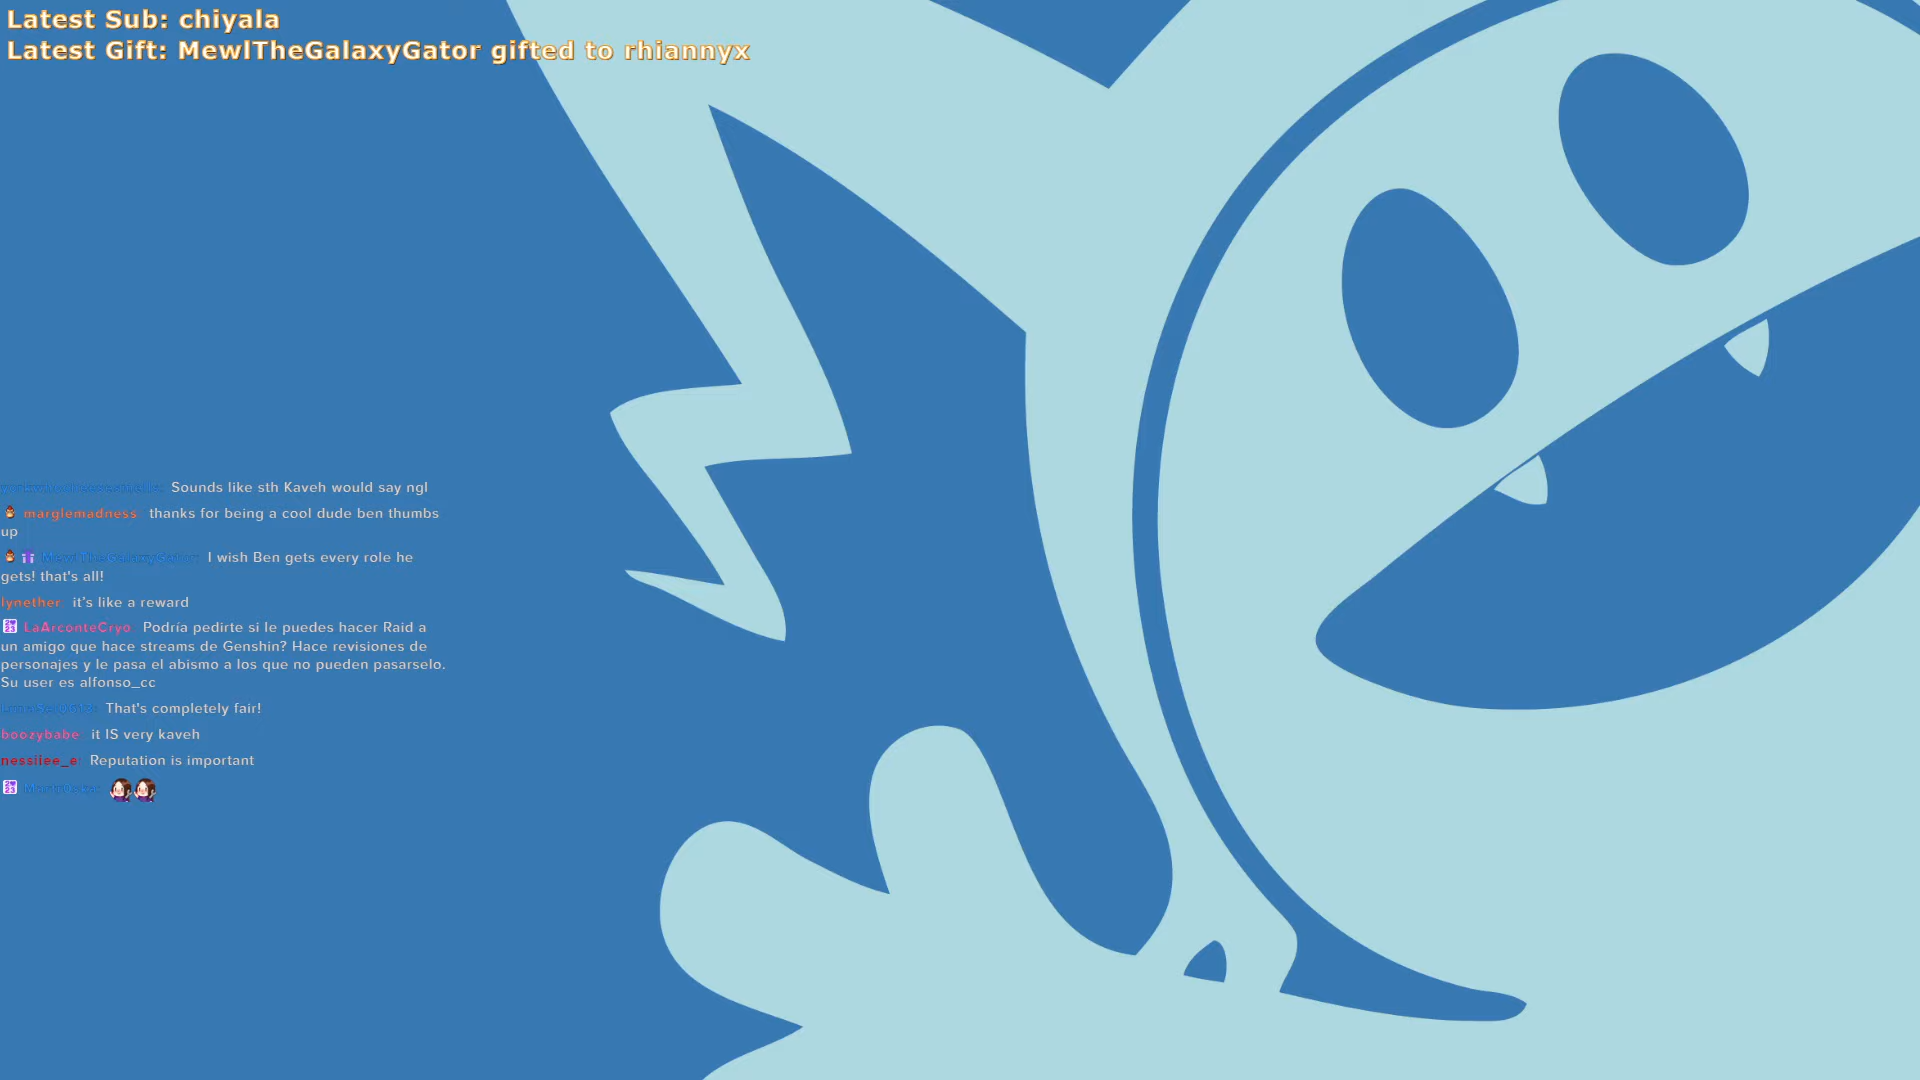 Latest Sub: chiyala
Latest Gift: MewlTheGalaxyGator gifted to rhiannyx
Sounds like sth Kaveh would say ngl
marglemadness thanks for being a cool dude ben thumbs
up
MewlTheGalaxyGator: I wish Ben gets every role he
gets! that's all!
lynether it's like a reward
LaArconteCryo Podría pedirte si le puedes hacer Raid a
un amigo que hace streams de Genshin? Hace revisiones de
personajes y le pasa el abismo a los que no pueden pasarselo.
Su user es alfonso_cc
That's completely fair!
boozybabe it IS very kaveh
nessiiee_e: Reputation is important